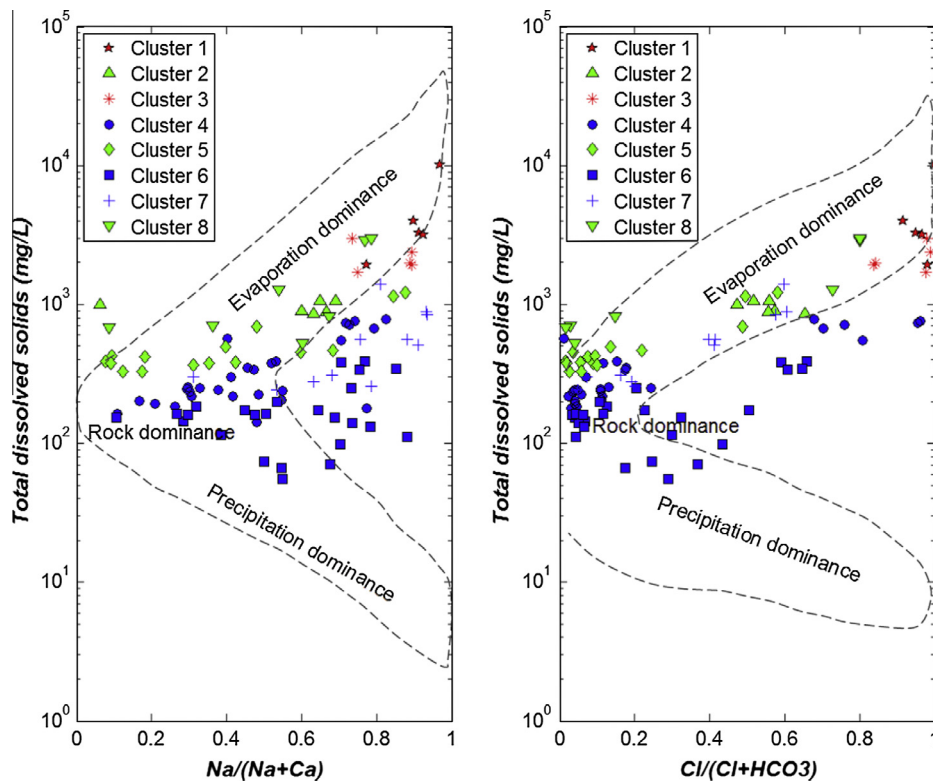 10^5
10^4
10^3
10^2
10^1
10^0
Total dissolved solids (mg/L)
Cluster 1
Cluster 2
Cluster 3
Cluster 4
Cluster 5
Cluster 6
Cluster 7
Cluster 8
Evaporation dominance
Rock dominance
Precipitation dominance
0 0.2 0.4 0.6 0.8 1
Na/(Na+Ca)
10^5
10^4
10^3
10^2
10^1
10^0
Total dissolved solids (mg/L)
Cluster 1
Cluster 2
Cluster 3
Cluster 4
Cluster 5
Cluster 6
Cluster 7
Cluster 8
Evaporation dominance
Rock dominance
Precipitation dominance
0 0.2 0.4 0.6 0.8 1
Cl/(Cl+HCO3)